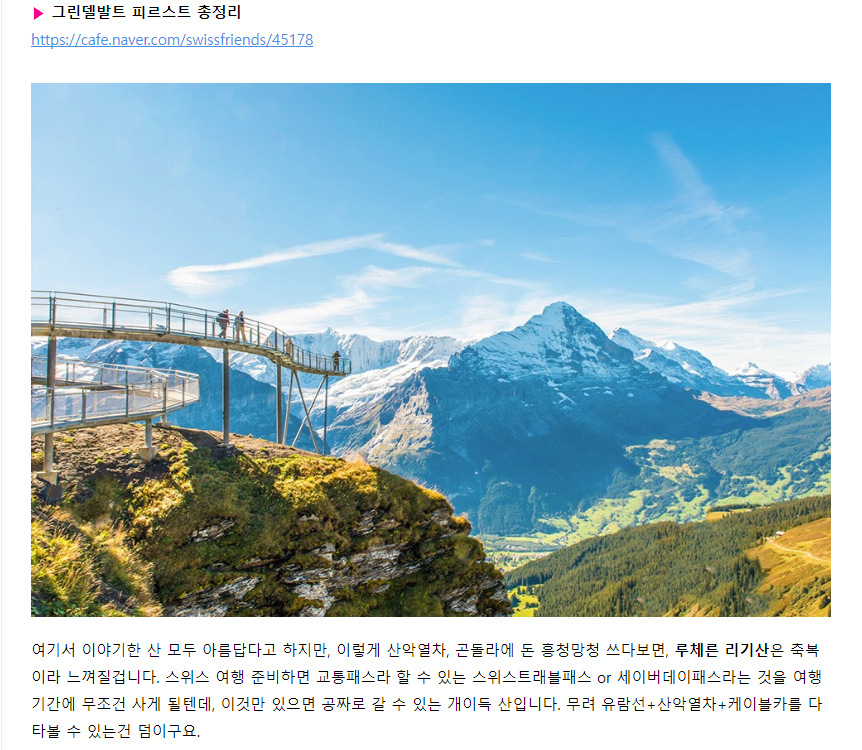 ▶ 그린델발트 피르스트 총정리
https://cafe.naver.com/swissfriends/45178
여기서 이야기한 산 모두 아름답다고 하지만, 이렇게 산악열차, 곤돌라에 돈 흥청망청 쓰다보면, 루체른 리기산은 축복
이라 느껴질겁니다. 스위스 여행 준비하면 교통패스라 할 수 있는 스위스트래블패스 or 세이버데이패스라는 것을 여행
기간에 무조건 사게 될텐데, 이것만 있으면 공짜로 갈 수 있는 개이득 산입니다. 무려 유람선+산악열차+케이블카를 다
타볼 수 있는건 덤이구요.